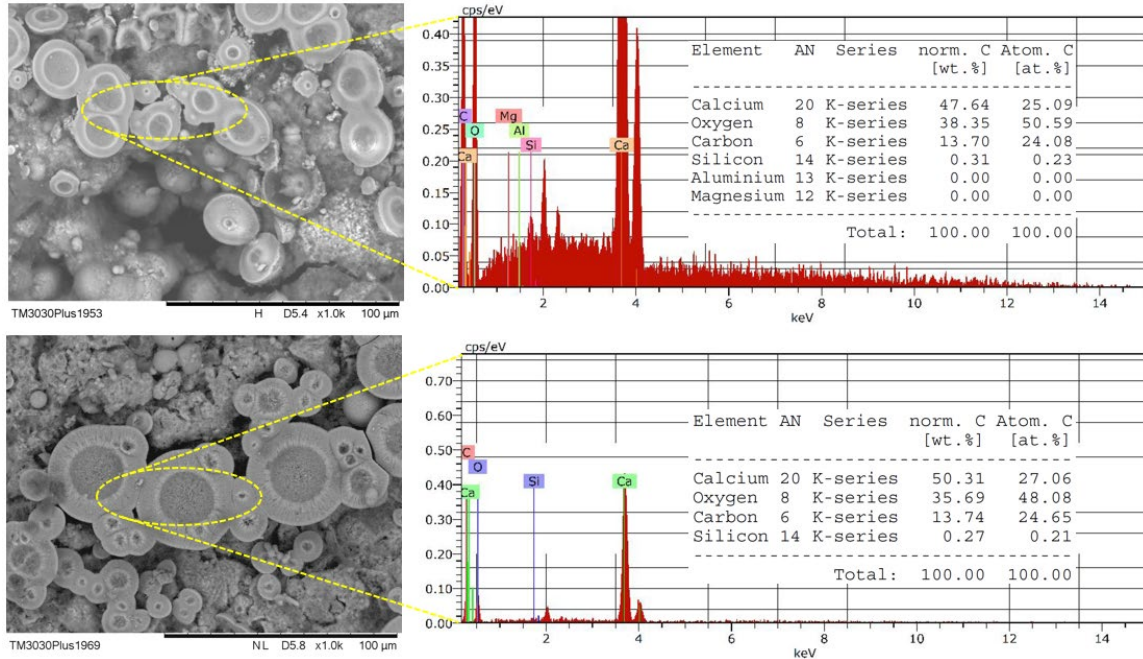 cps/eV
0.40
0.35
0.30
0.25
0.20
0.15
0.10
0.05
0.00
C
O
Ca
Mg
Al
Si
Ca
Element AN Series norm. C Atom. C
[wt.%] [at.%]
Calcium 20 K-series 47.64 25.09
Oxygen 8 K-series 38.35 50.59
Carbon 6 K-series 13.70 24.08
Silicon 14 K-series 0.31 0.23
Aluminium 13 K-series 0.00 0.00
Magnesium 12 K-series 0.00 0.00
Total: 100.00 100.00
2 4 6 8 10 12 14
keV
TM3030Plus1953 H D5.4 x1.0k 100 µm
cps/eV
0.70
0.60
0.50
0.40
0.30
0.20
0.10
0.00
C
O
Ca
Si
Ca
Element AN Series norm. C Atom. C
[wt.%] [at.%]
Calcium 20 K-series 50.31 27.06
Oxygen 8 K-series 35.69 48.08
Carbon 6 K-series 13.74 24.65
Silicon 14 K-series 0.27 0.21
Total: 100.00 100.00
2 4 6 8 10 12 14
keV
TM3030Plus1969 NL D5.8 x1.0k 100 µm